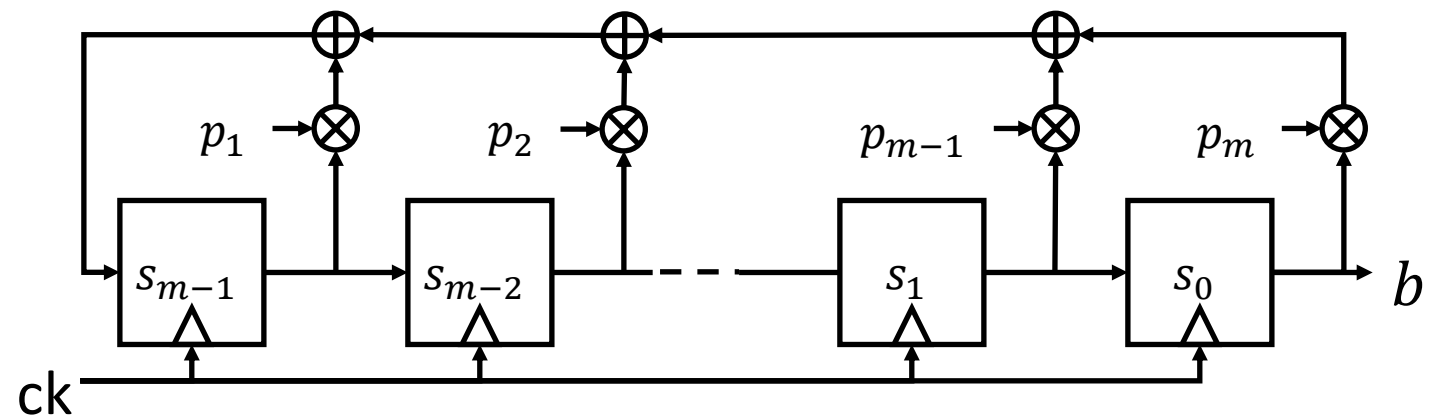 p₁ p₂ pₘ₋₁ pₘ
sₘ₋₁ sₘ₋₂ s₁ s₀ b
ck